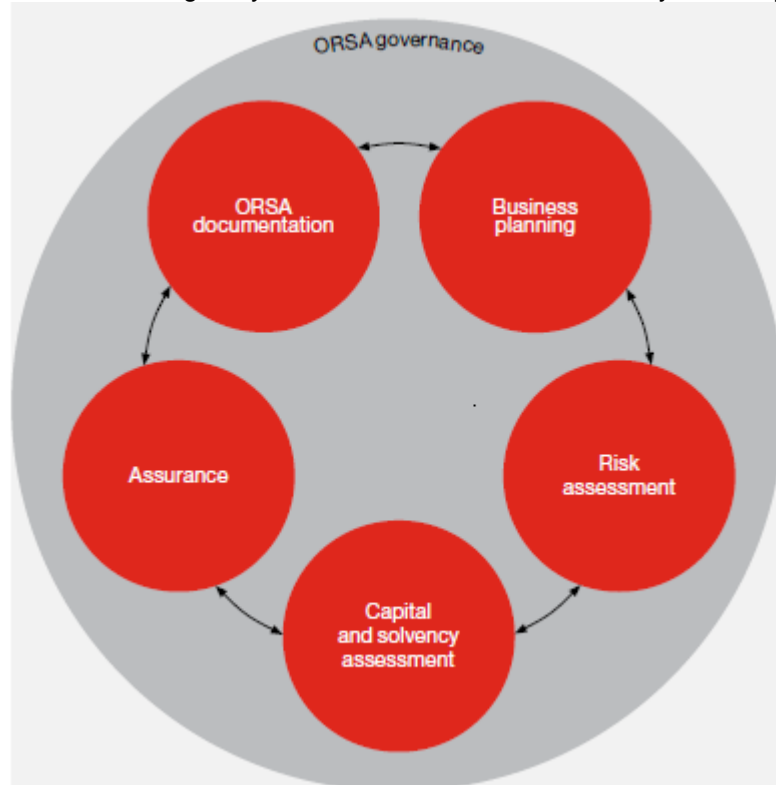 ORSA governance
ORSA
documentation
Business
planning
Assurance
Risk
assessment
Capital
and solvency
assessment